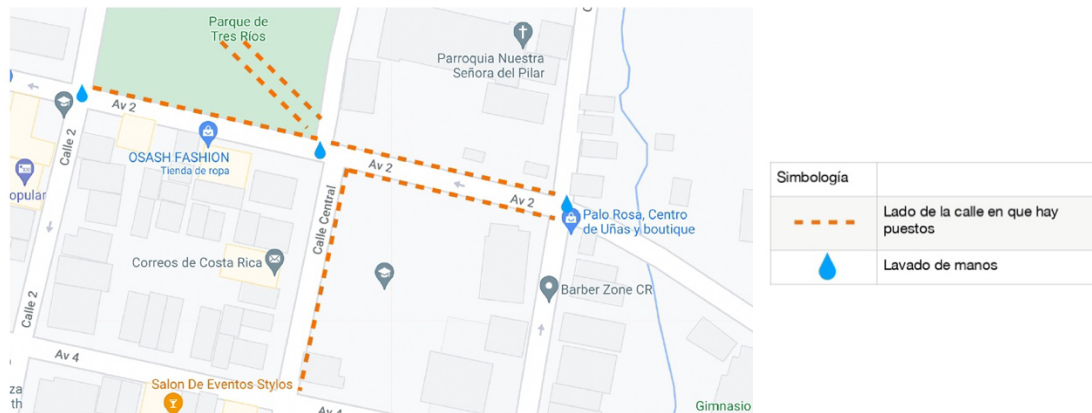 Parque de
Tres Ríos
Parroquia Nuestra
Señora del Pilar
Av 2
Calle 2
OSASH FASHION
Tienda de ropa
Av 2
Av 2
opular
Calle Central
Palo Rosa, Centro
de Uñas y boutique
Correos de Costa Rica
Barber Zone CR
Calle 2
Av 4
Salon De Eventos Stylos
za
th
Av 4
Gimnasio
Simbología
Lado de la calle en que hay
puestos
Lavado de manos